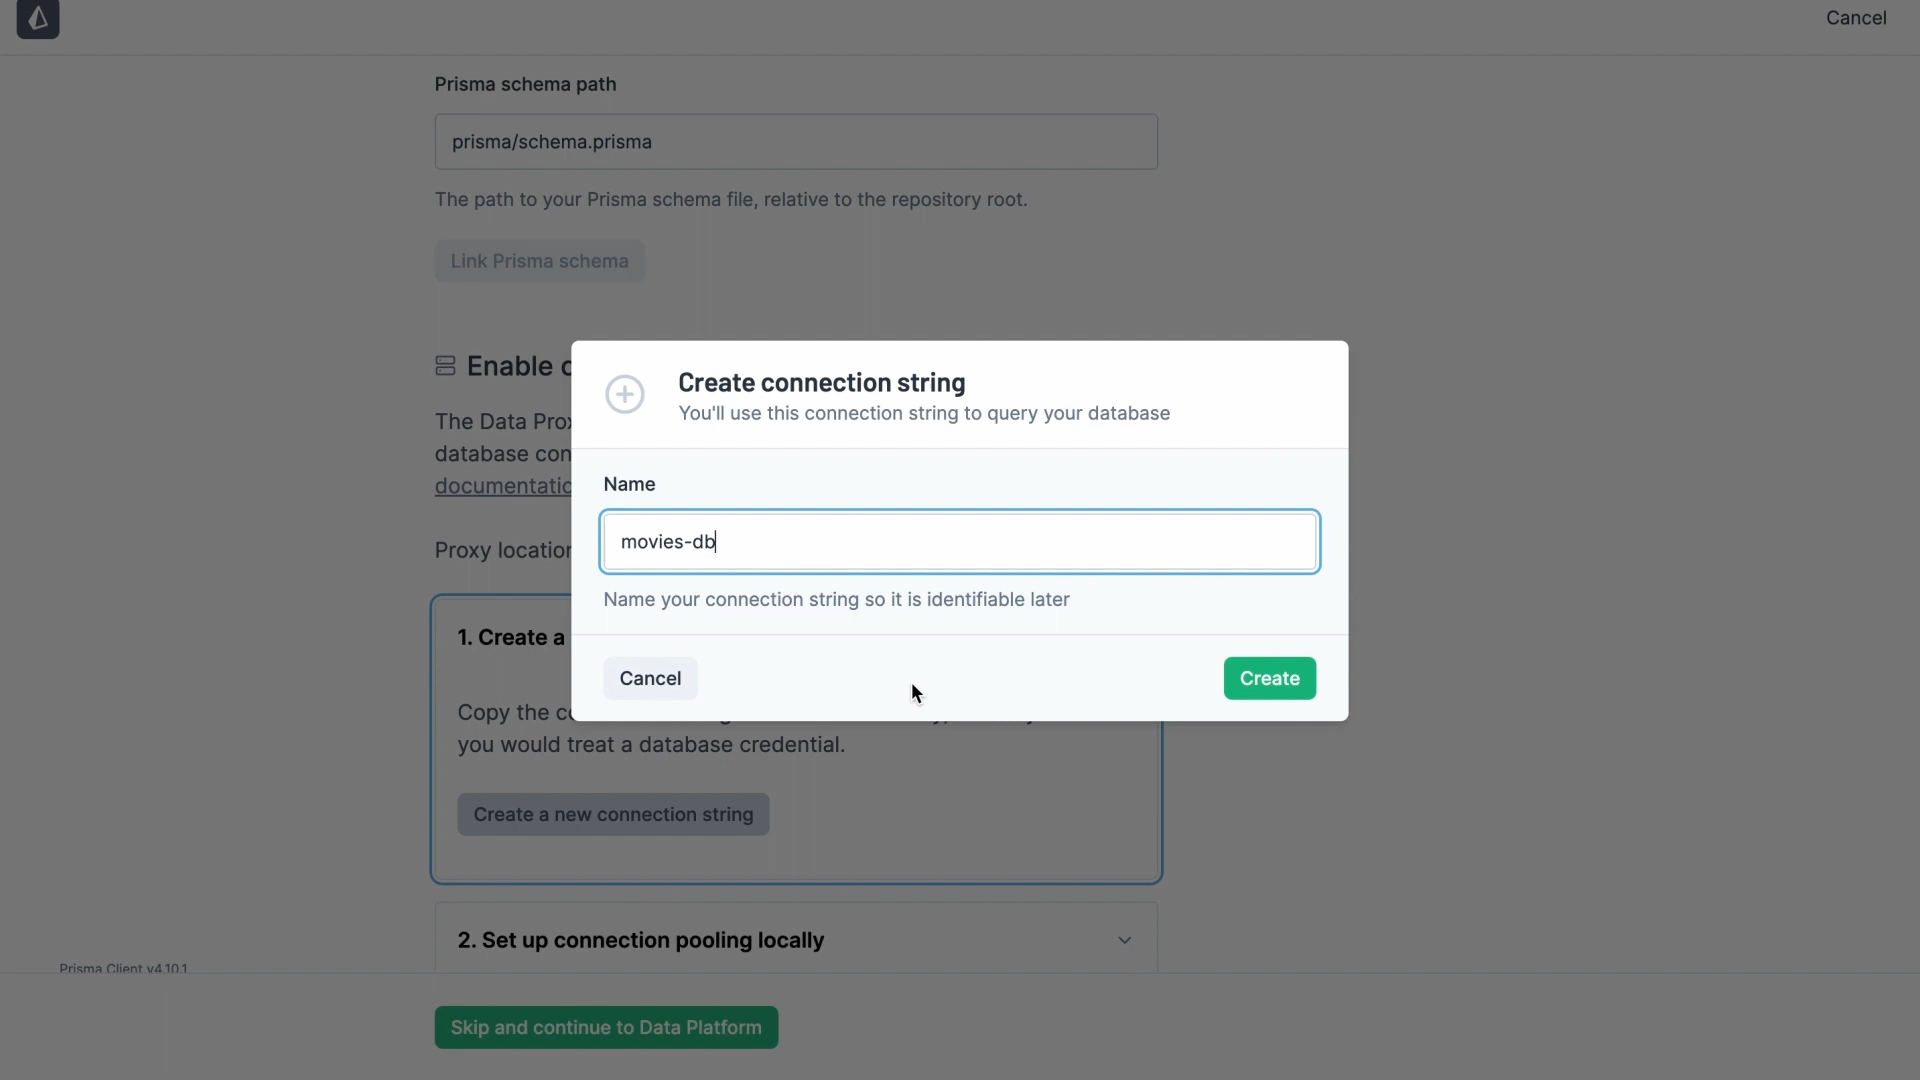 Cancel
Prisma schema path
prisma/schema.prisma
The path to your Prisma schema file, relative to the repository root.
Link Prisma schema
Enable
The Data
database
Proxy
1. Create a
Create connection string
You'll use this connection string to query your database
Name
movies-db
Name your connection string so it is identifiable later
Cancel
Create
Copy the
you would treat a database credential.
Create a new connection string
2. Set up connection pooling locally
Prisma Client v4.10.1
Skip and continue to Data Platform